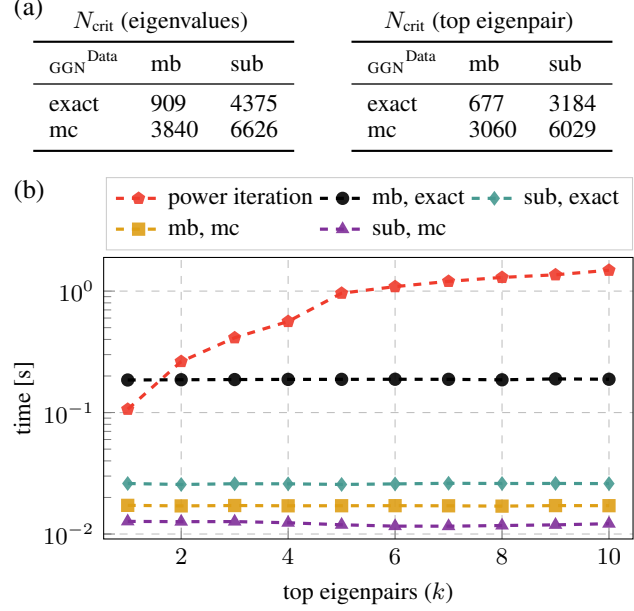 (a)
N_crit (eigenvalues) N_crit (top eigenpair)
GGN^Data mb sub GGN^Data mb sub
exact 909 4375 exact 677 3184
mc 3840 6626 mc 3060 6029
(b)
power iteration mb, exact sub, exact
mb, mc sub, mc
10^0
10^−1
10^−2
time [s]
2 4 6 8 10
top eigenpairs (k)